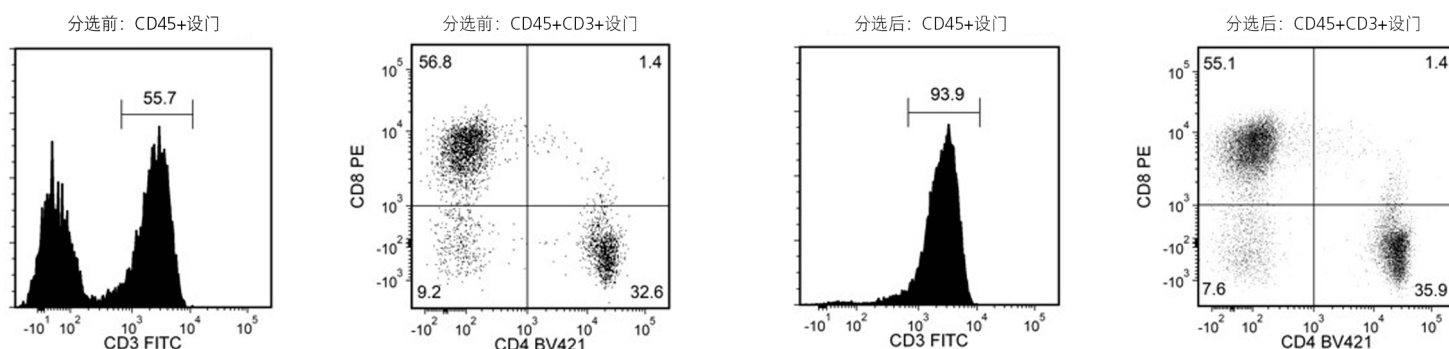 分选前：CD45+设门
55.7
-10¹ 10² 10³ 10⁴ 10⁵
CD3 FITC
分选前：CD45+CD3+设门
56.8 1.4
10⁵
10⁴
10³
-10²
-10³
CD8 PE
9.2 32.6
-10² 10² 10³ 10⁴ 10⁵
CD4 BV421
分选后：CD45+设门
93.9
-10¹ 10² 10³ 10⁴ 10⁵
CD3 FITC
分选后：CD45+CD3+设门
55.1 1.4
10⁵
10⁴
10³
-10²
-10³
CD8 PE
7.6 35.9
-10² 10² 10³ 10⁴ 10⁵
CD4 BV421